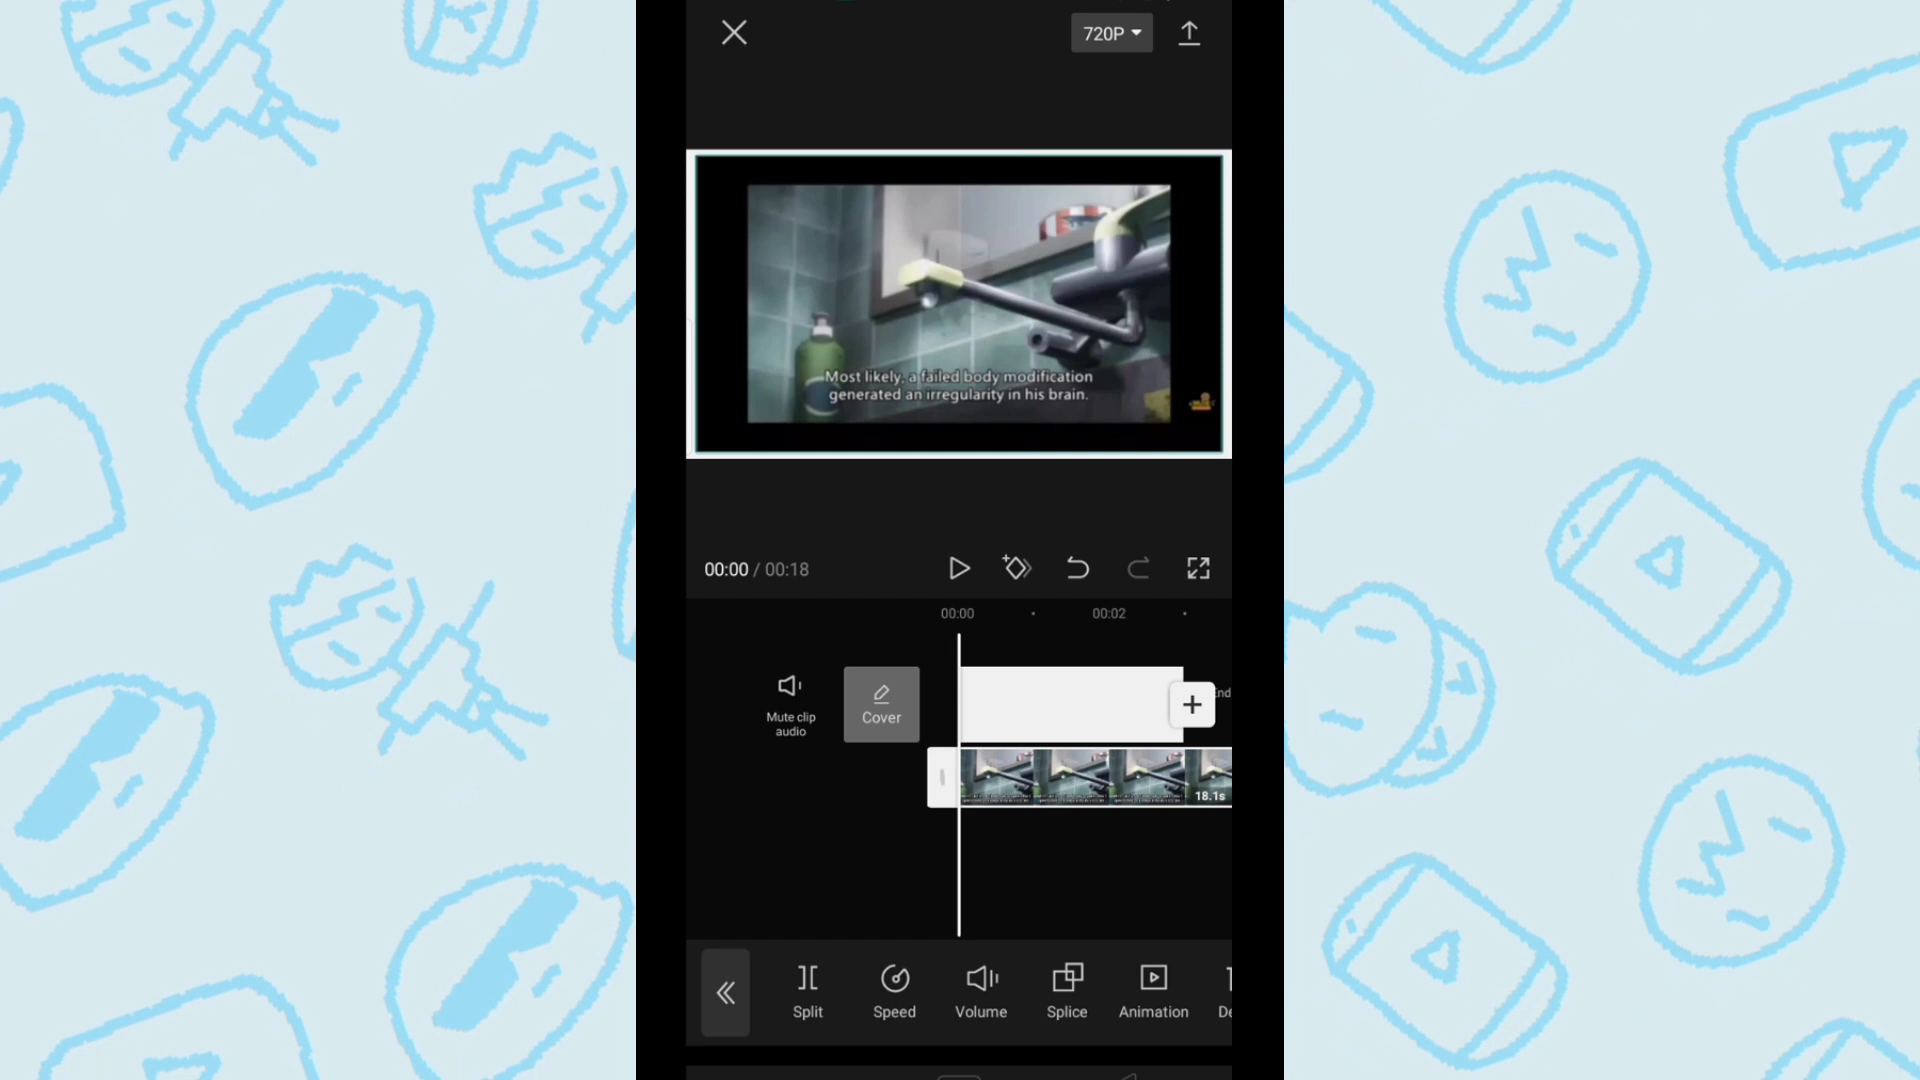 720P
Most likely, a failed body modification
generated an irregularity in his brain.
00:00 / 00:18
00:00
00:02
Mute clip
audio
Cover
End
18.1s
Split
Speed
Volume
Splice
Animation